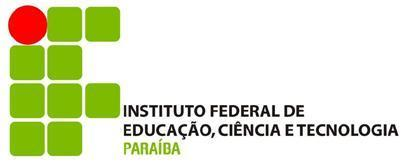 INSTITUTO FEDERAL DE
EDUCAÇÃO, CIÊNCIA E TECNOLOGIA
PARAÍBA